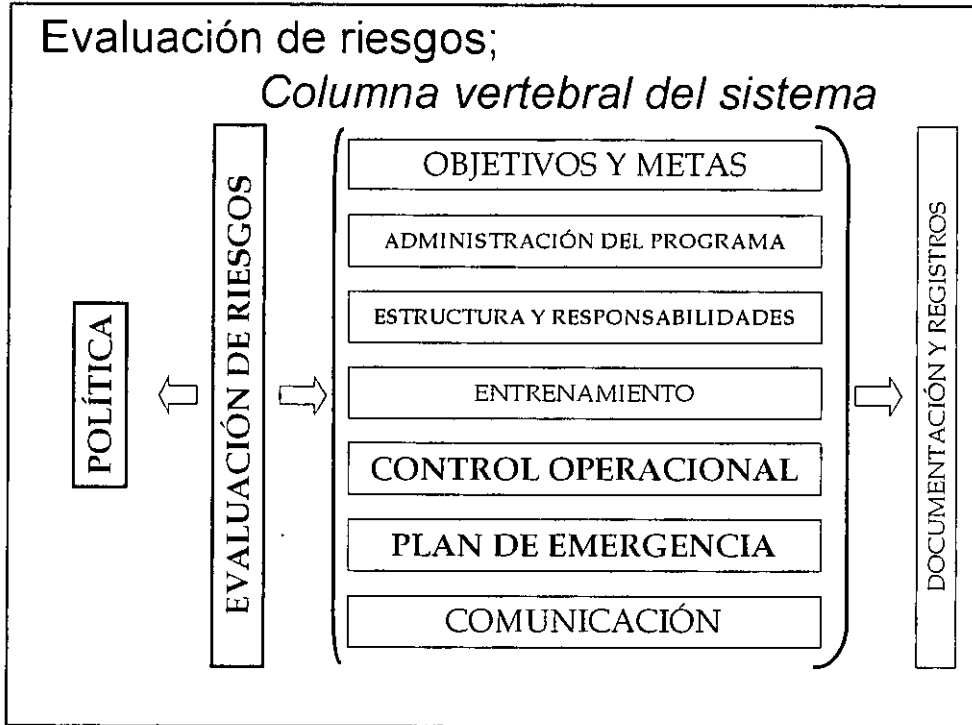 Evaluación de riesgos;
Columna vertebral del sistema
POLÍTICA
EVALUACIÓN DE RIESGOS
OBJETIVOS Y METAS
ADMINISTRACIÓN DEL PROGRAMA
ESTRUCTURA Y RESPONSABILIDADES
ENTRENAMIENTO
CONTROL OPERACIONAL
PLAN DE EMERGENCIA
COMUNICACIÓN
DOCUMENTACIÓN Y REGISTROS